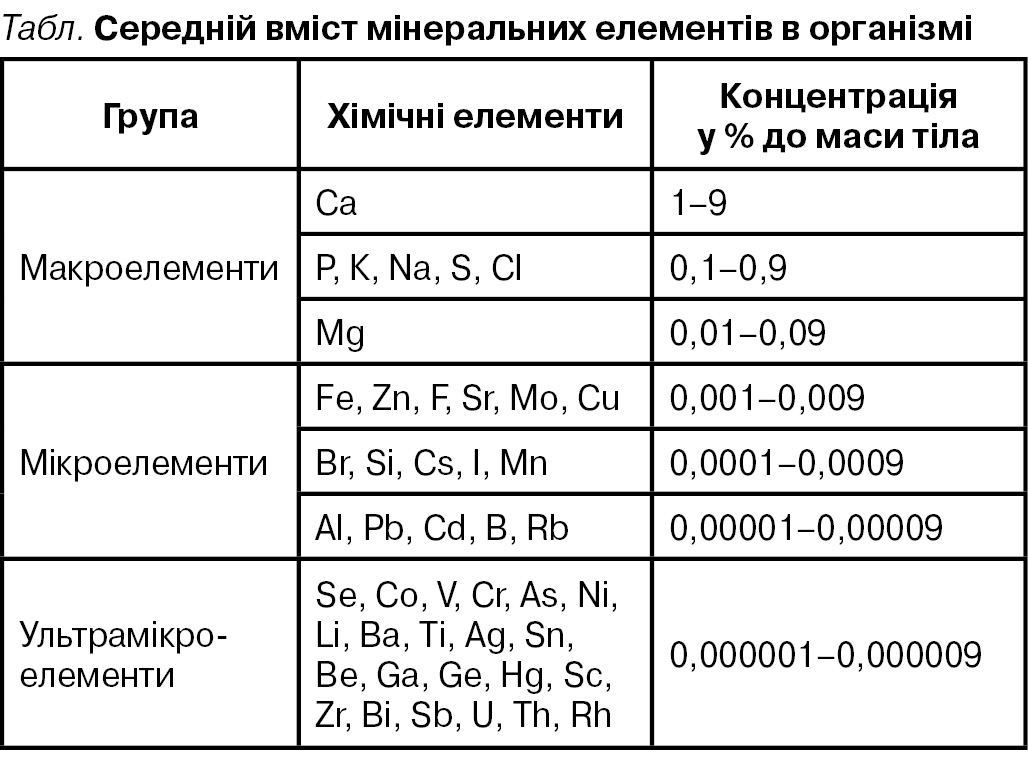 Табл. Середній вміст мінеральних елементів в організмі
Група
Хімічні елементи
Концентрація
у % до маси тіла
Макроелементи
Ca
1–9
P, K, Na, S, Cl
0,1–0,9
Mg
0,01–0,09
Мікроелементи
Fe, Zn, F, Sr, Mo, Cu
0,001–0,009
Br, Si, Cs, I, Mn
0,0001–0,0009
Al, Pb, Cd, B, Rb
0,00001–0,00009
Ультрамікро-
елементи
Se, Co, V, Cr, As, Ni,
Li, Ba, Ti, Ag, Sn,
Be, Ga, Ge, Hg, Sc,
Zr, Bi, Sb, U, Th, Rh
0,000001–0,000009